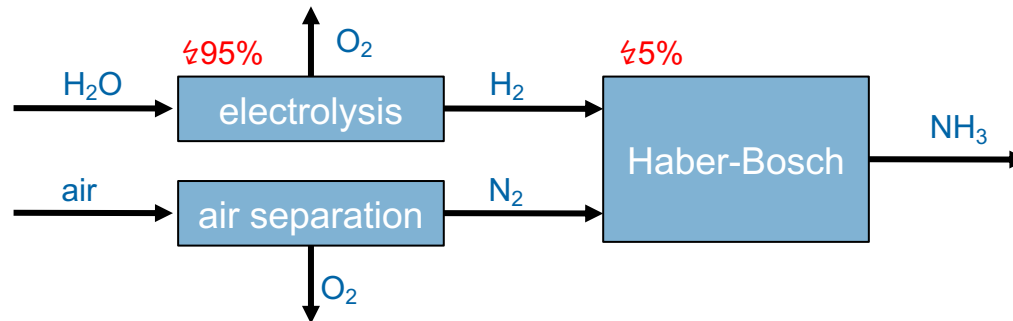 ↯95%
O₂
↯5%
H₂O
electrolysis
H₂
NH₃
Haber-Bosch
air
air separation
N₂
O₂